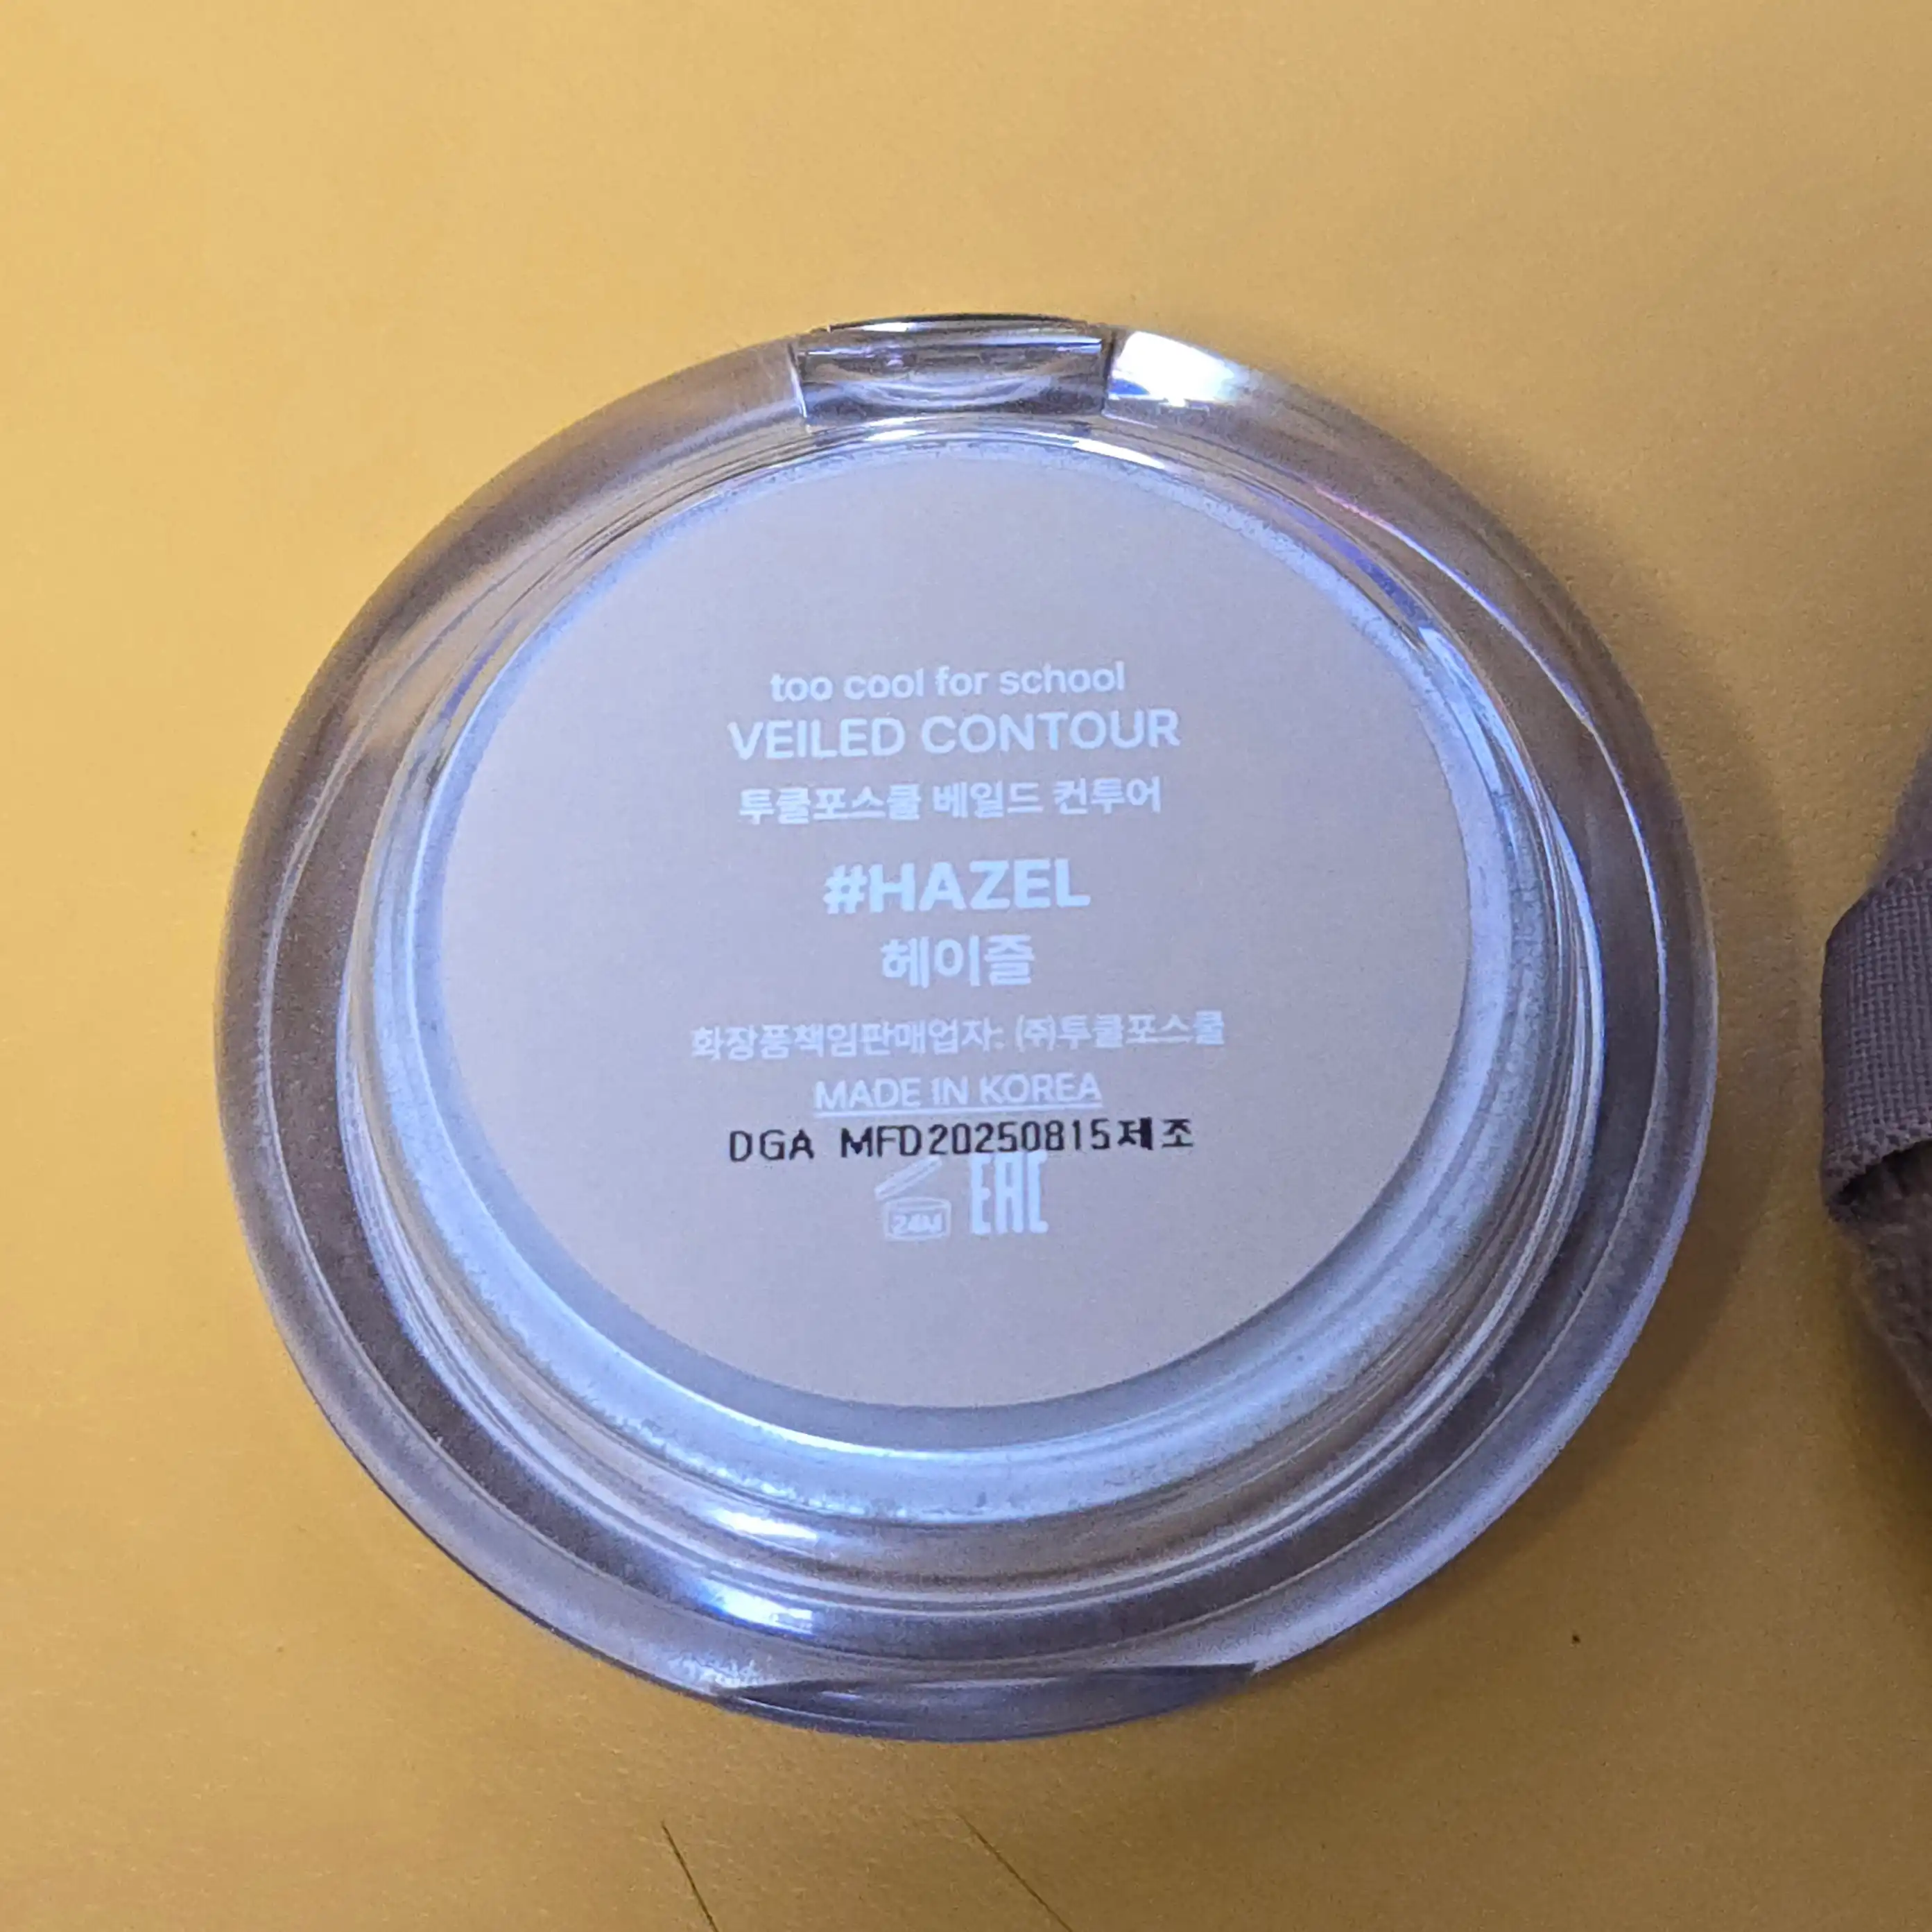 too cool for school
VEILED CONTOUR
투쿨포스쿨 베일드 컨투어
#HAZEL
헤이즐
화장품책임판매업자: (주)투쿨포스쿨
MADE IN KOREA
DGA MFD20250815제조
24M EAC